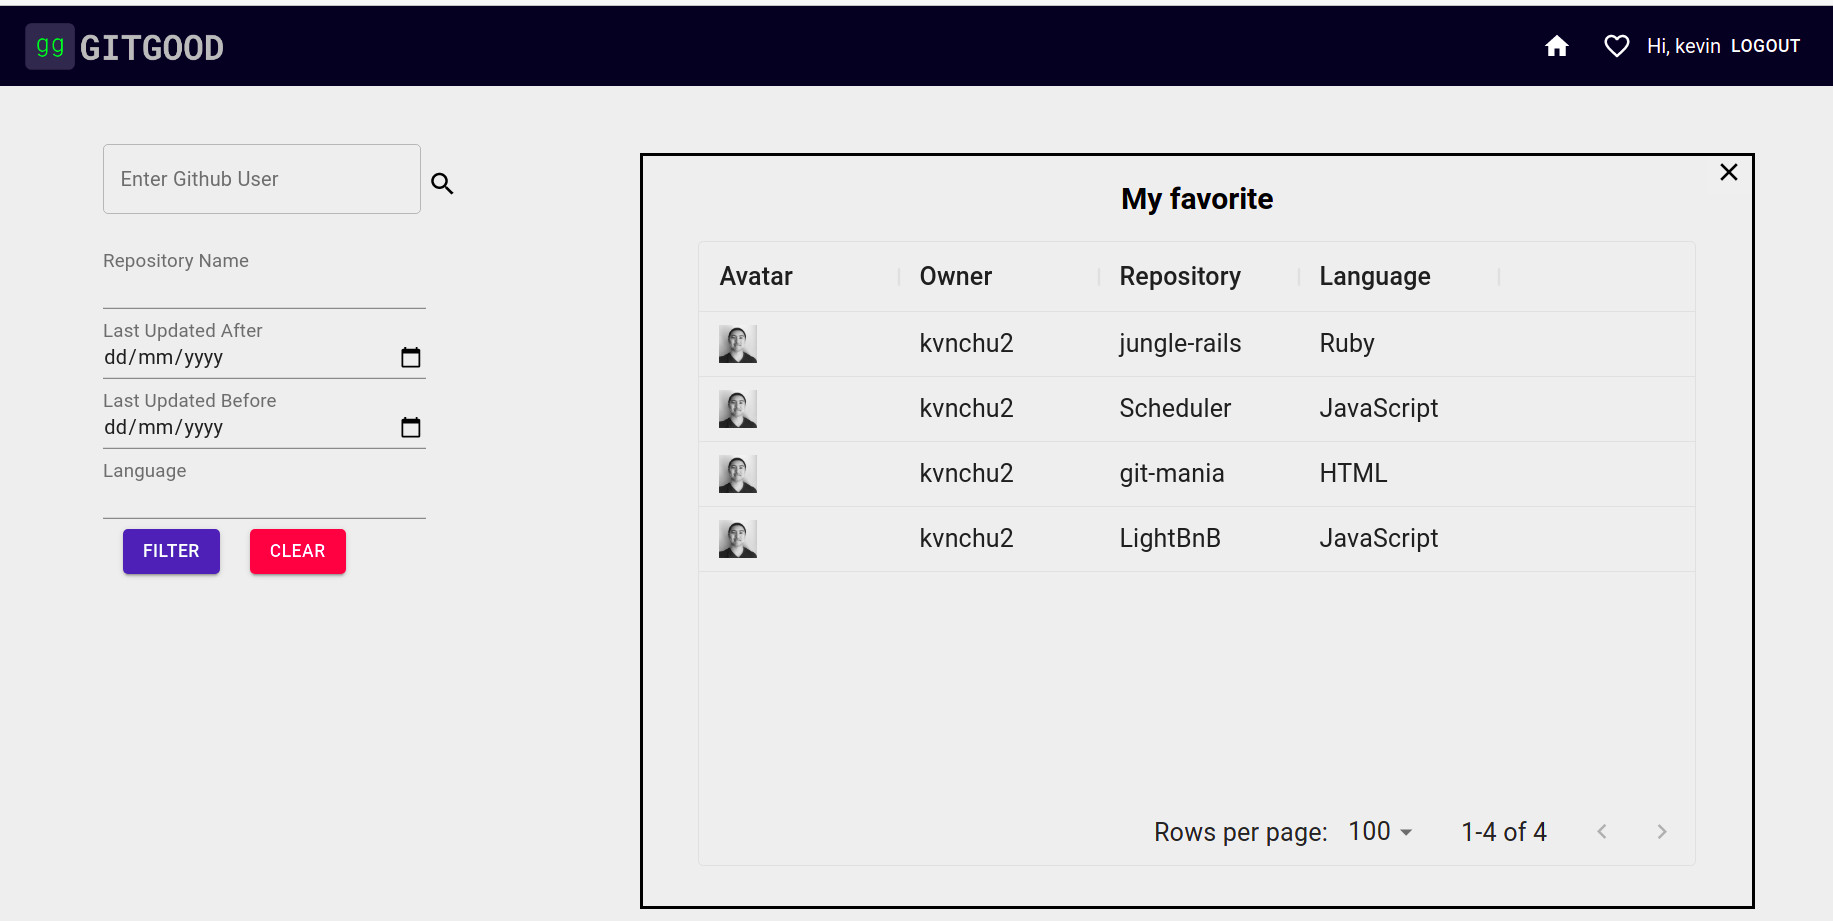 gg GITGOOD
Hi, kevin LOGOUT
Enter Github User
Repository Name
Last Updated After
dd/mm/yyyy
Last Updated Before
dd/mm/yyyy
Language
FILTER CLEAR
My favorite
Avatar Owner Repository Language
kvnchu2 jungle-rails Ruby
kvnchu2 Scheduler JavaScript
kvnchu2 git-mania HTML
kvnchu2 LightBnB JavaScript
Rows per page: 100 1-4 of 4